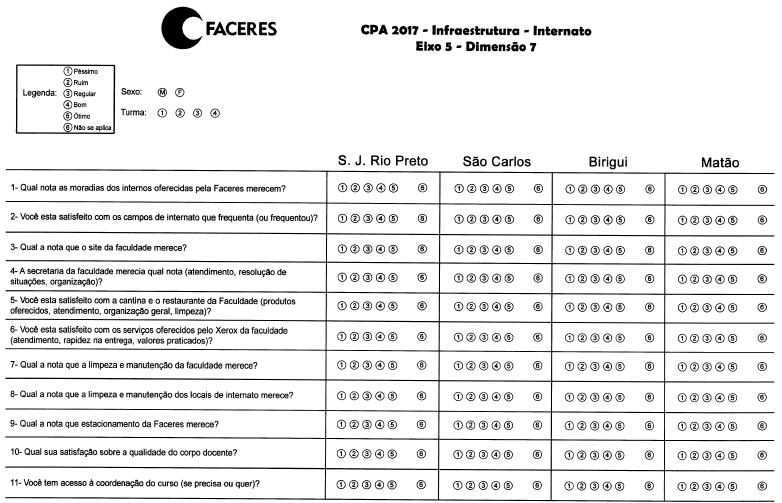 FACERES
CPA 2017 - Infraestrutura - Internato
Eixo 5 - Dimensão 7
Legenda:
① Péssimo
② Ruim
③ Regular
④ Bom
⑤ Ótimo
⑥ Não se aplica
Sexo: Ⓜ Ⓕ
Turma: ① ② ③ ④
S. J. Rio Preto São Carlos Birigui Matão
1- Qual nota as moradias dos internos oferecidas pela Faceres merecem? ①②③④⑤ ⑥ ①②③④⑤ ⑥ ①②③④⑤ ⑥ ①②③④⑤ ⑥
2- Você esta satisfeito com os campos de internato que frequenta (ou frequentou)? ①②③④⑤ ⑥ ①②③④⑤ ⑥ ①②③④⑤ ⑥ ①②③④⑤ ⑥
3- Qual a nota que o site da faculdade merece? ①②③④⑤ ⑥ ①②③④⑤ ⑥ ①②③④⑤ ⑥ ①②③④⑤ ⑥
4- A secretaria da faculdade merecia qual nota (atendimento, resolução de
situações, organização)? ①②③④⑤ ⑥ ①②③④⑤ ⑥ ①②③④⑤ ⑥ ①②③④⑤ ⑥
5- Você esta satisfeito com a cantina e o restaurante da Faculdade (produtos
oferecidos, atendimento, organização geral, limpeza)? ①②③④⑤ ⑥ ①②③④⑤ ⑥ ①②③④⑤ ⑥ ①②③④⑤ ⑥
6- Você esta satisfeito com os serviços oferecidos pelo Xerox da faculdade
(atendimento, rapidez na entrega, valores praticados)? ①②③④⑤ ⑥ ①②③④⑤ ⑥ ①②③④⑤ ⑥ ①②③④⑤ ⑥
7- Qual a nota que a limpeza e manutenção da faculdade merece? ①②③④⑤ ⑥ ①②③④⑤ ⑥ ①②③④⑤ ⑥ ①②③④⑤ ⑥
8- Qual a nota que a limpeza e manutenção dos locais de internato merece? ①②③④⑤ ⑥ ①②③④⑤ ⑥ ①②③④⑤ ⑥ ①②③④⑤ ⑥
9- Qual a nota que estacionamento da Faceres merece? ①②③④⑤ ⑥ ①②③④⑤ ⑥ ①②③④⑤ ⑥ ①②③④⑤ ⑥
10- Qual sua satisfação sobre a qualidade do corpo docente? ①②③④⑤ ⑥ ①②③④⑤ ⑥ ①②③④⑤ ⑥ ①②③④⑤ ⑥
11- Você tem acesso à coordenação do curso (se precisa ou quer)? ①②③④⑤ ⑥ ①②③④⑤ ⑥ ①②③④⑤ ⑥ ①②③④⑤ ⑥